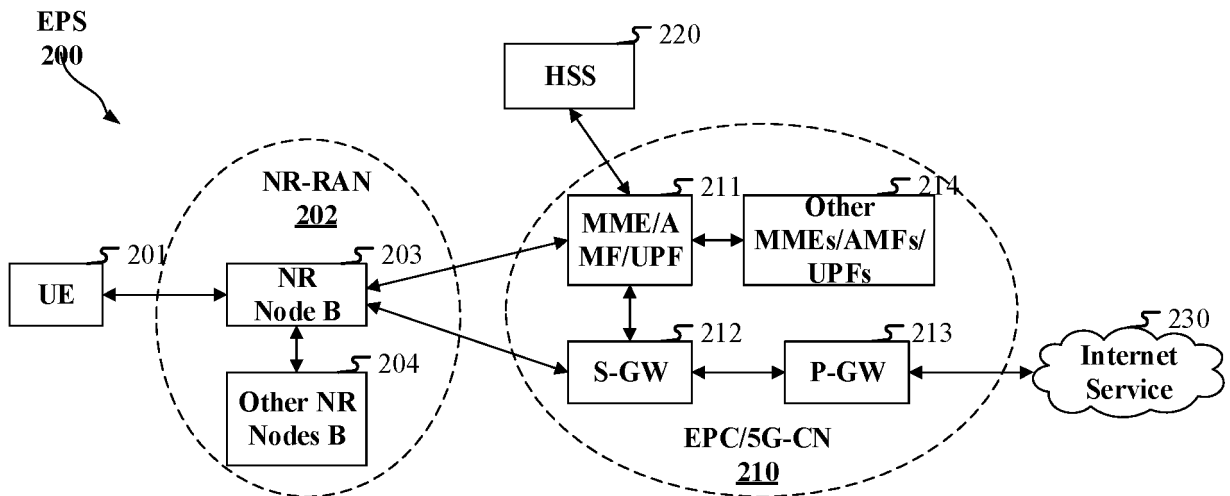 EPS
200
220
HSS
NR-RAN
202
211
214
MME/A
MF/UPF
Other
MMEs/AMFs/
UPFs
201
UE
203
NR
Node B
212
213
230
S-GW
P-GW
Internet
Service
204
Other NR
Nodes B
EPC/5G-CN
210